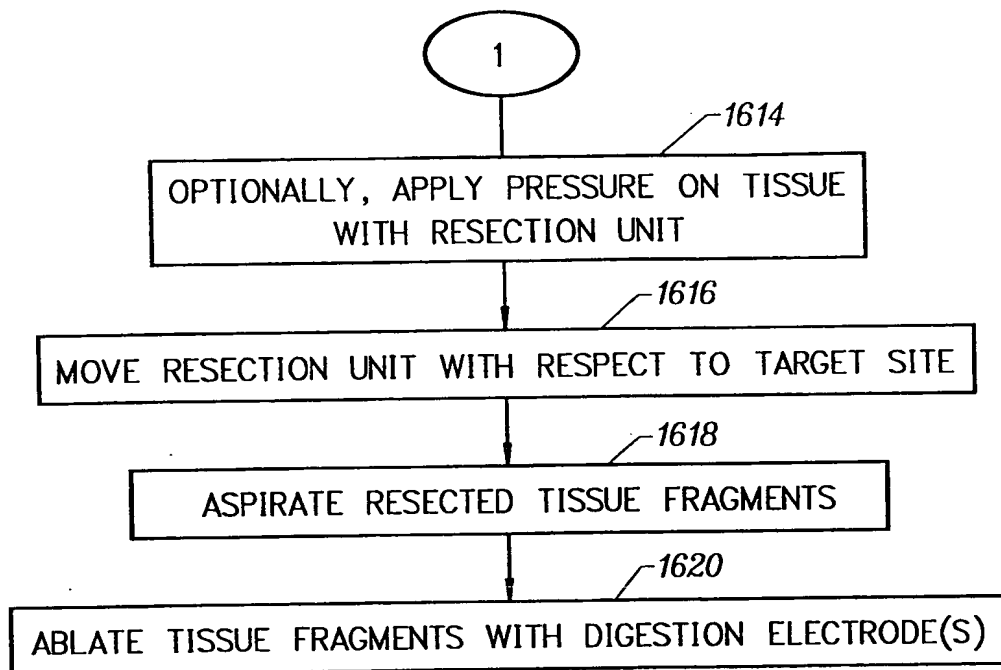 1
1614
OPTIONALLY, APPLY PRESSURE ON TISSUE
WITH RESECTION UNIT
1616
MOVE RESECTION UNIT WITH RESPECT TO TARGET SITE
1618
ASPIRATE RESECTED TISSUE FRAGMENTS
1620
ABLATE TISSUE FRAGMENTS WITH DIGESTION ELECTRODE(S)